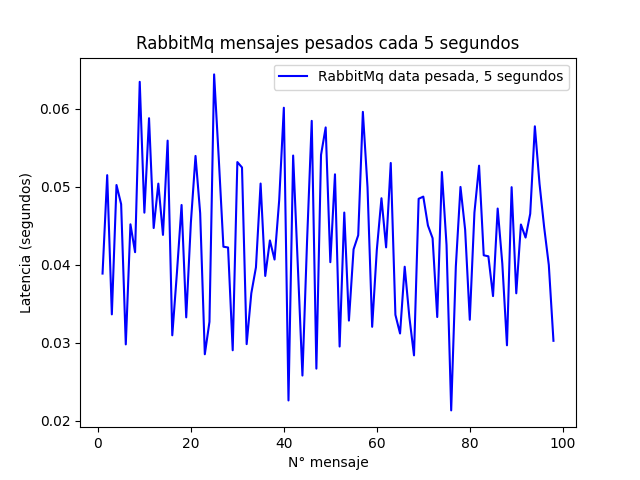 RabbitMq mensajes pesados cada 5 segundos
RabbitMq data pesada, 5 segundos
Latencia (segundos)
0.06
0.05
0.04
0.03
0.02
0 20 40 60 80 100
N° mensaje